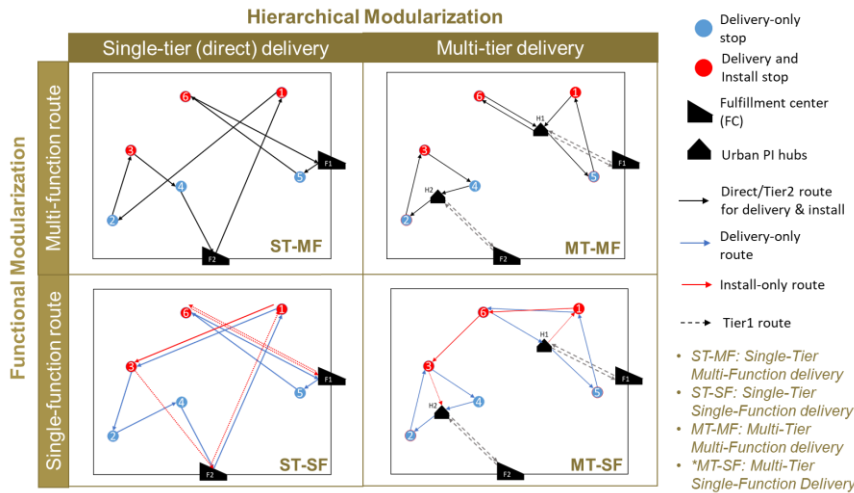 Hierarchical Modularization
Single-tier (direct) delivery
Multi-tier delivery
Functional Modularization
Multi-function route
6
1
3
4
5
2
F1
F2
ST-MF
6
1
H1
3
4
5
H2
2
F1
F2
MT-MF
Single-function route
6
1
3
4
5
2
F1
F2
ST-SF
6
1
H1
3
4
5
H2
2
F1
F2
MT-SF
Delivery-only
stop
Delivery and
Install stop
Fulfillment center
(FC)
Urban PI hubs
Direct/Tier2 route
for delivery & install
Delivery-only
route
Install-only route
Tier1 route
• ST-MF: Single-Tier
Multi-Function delivery
• ST-SF: Single-Tier
Single-Function delivery
• MT-MF: Multi-Tier
Multi-Function delivery
• *MT-SF: Multi-Tier
Single-Function Delivery